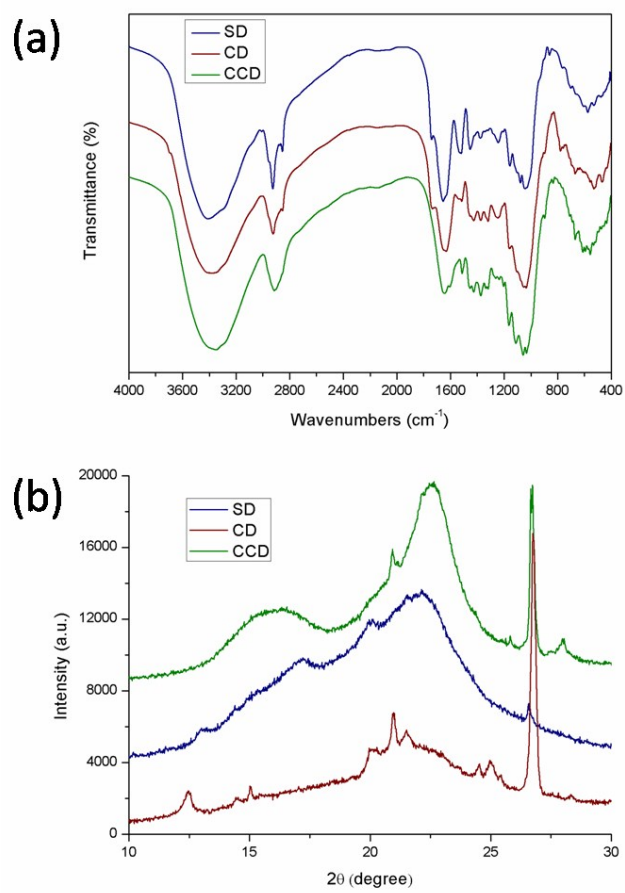 (a)
SD
CD
CCD
Transmittance (%)
4000 3600 3200 2800 2400 2000 1600 1200 800 400
Wavenumbers (cm-1)
(b)
20000
SD
CD
CCD
16000
12000
8000
4000
0
Intensity (a.u.)
10 15 20 25 30
2θ (degree)